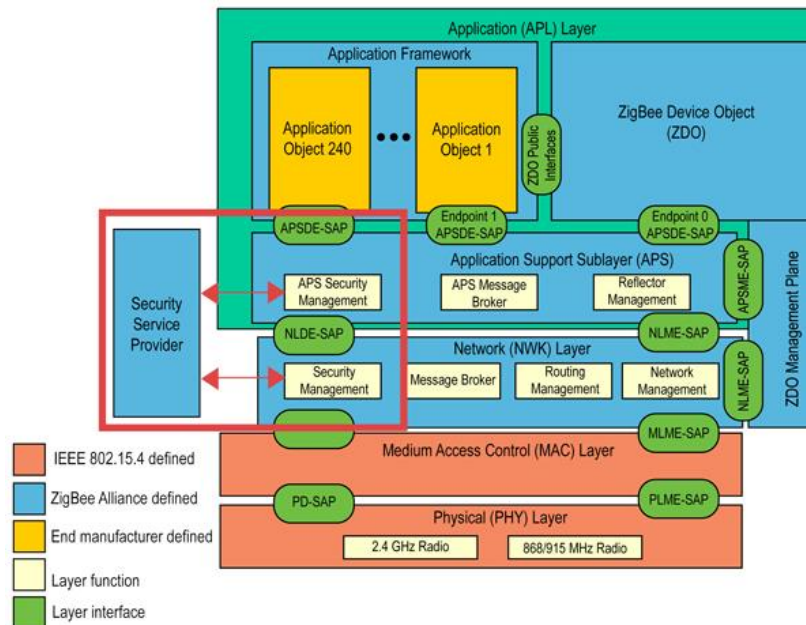 Application (APL) Layer
Application Framework
Application
Object 240
Application
Object 1
ZDO Public
Interfaces
ZigBee Device Object
(ZDO)
APSDE-SAP
Endpoint 1
APSDE-SAP
Endpoint 0
APSDE-SAP
Security
Service
Provider
Application Support Sublayer (APS)
APS Security
Management
APS Message
Broker
Reflector
Management
APSME-SAP
ZDO Management Plane
NLDE-SAP
NLME-SAP
Network (NWK) Layer
Security
Management
Message Broker
Routing
Management
Network
Management
NLME-SAP
MLME-SAP
Medium Access Control (MAC) Layer
PD-SAP
PLME-SAP
Physical (PHY) Layer
2.4 GHz Radio
868/915 MHz Radio
IEEE 802.15.4 defined
ZigBee Alliance defined
End manufacturer defined
Layer function
Layer interface